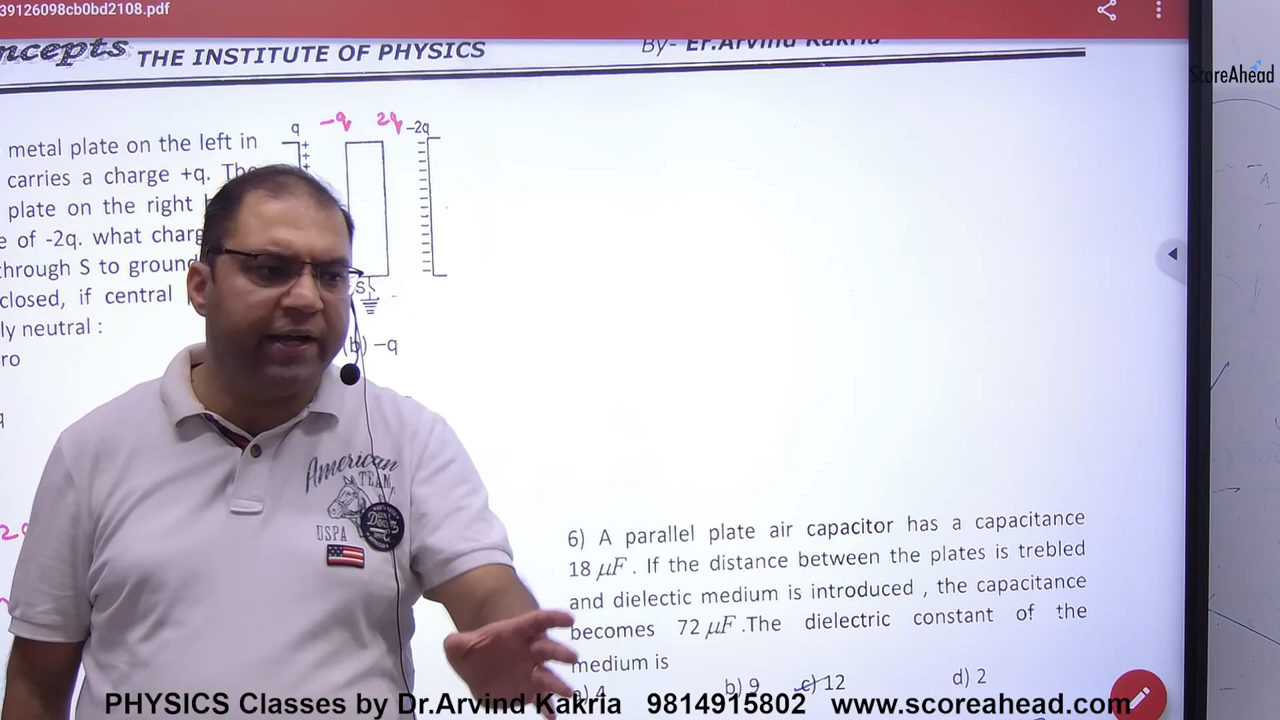 39126098cb0bd2108.pdf
ncepts THE INSTITUTE OF PHYSICS
By- Er.Arvind Kakria
ScoreAhead
metal plate on the left in
carries a charge +q. The
plate on the right
e of -2q. what charg
through S to ground
closed, if central
ly neutral :
ro
q -q 2q -2q
S
(b) -q
6) A parallel plate air capacitor has a capacitance
18 μF . If the distance between the plates is trebled
and dielectic medium is introduced , the capacitance
becomes 72 μF .The dielectric constant of the
medium is
a) 4 b) 9 c) 12 d) 2
American
TEAM
USPA
PHYSICS Classes by Dr.Arvind Kakria 9814915802 www.scoreahead.com